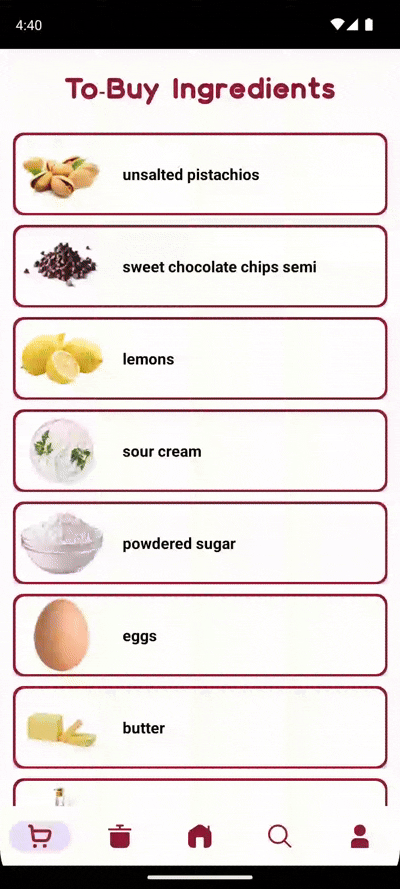 4:40
To-Buy Ingredients
unsalted pistachios
sweet chocolate chips semi
lemons
sour cream
powdered sugar
eggs
butter